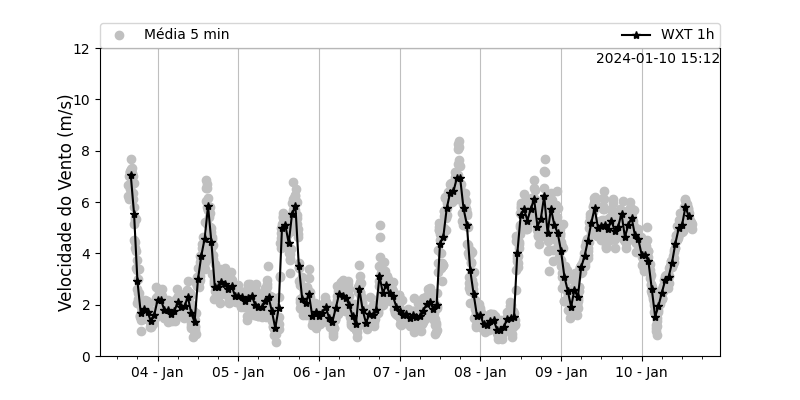 Média 5 min
WXT 1h
2024-01-10 15:12
Velocidade do Vento (m/s)
12
10
8
6
4
2
0
04 - Jan
05 - Jan
06 - Jan
07 - Jan
08 - Jan
09 - Jan
10 - Jan